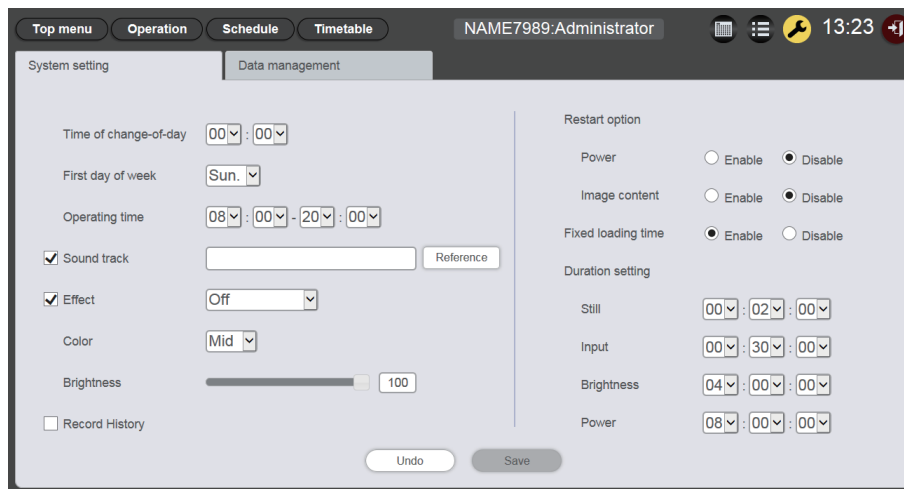 Top menu Operation Schedule Timetable NAME7989:Administrator 13:23
System setting Data management
Time of change-of-day 00 : 00
First day of week Sun.
Operating time 08 : 00 - 20 : 00
Sound track Reference
Effect Off
Color Mid
Brightness 100
Record History
Restart option
Power Enable Disable
Image content Enable Disable
Fixed loading time Enable Disable
Duration setting
Still 00 : 02 : 00
Input 00 : 30 : 00
Brightness 04 : 00 : 00
Power 08 : 00 : 00
Undo Save